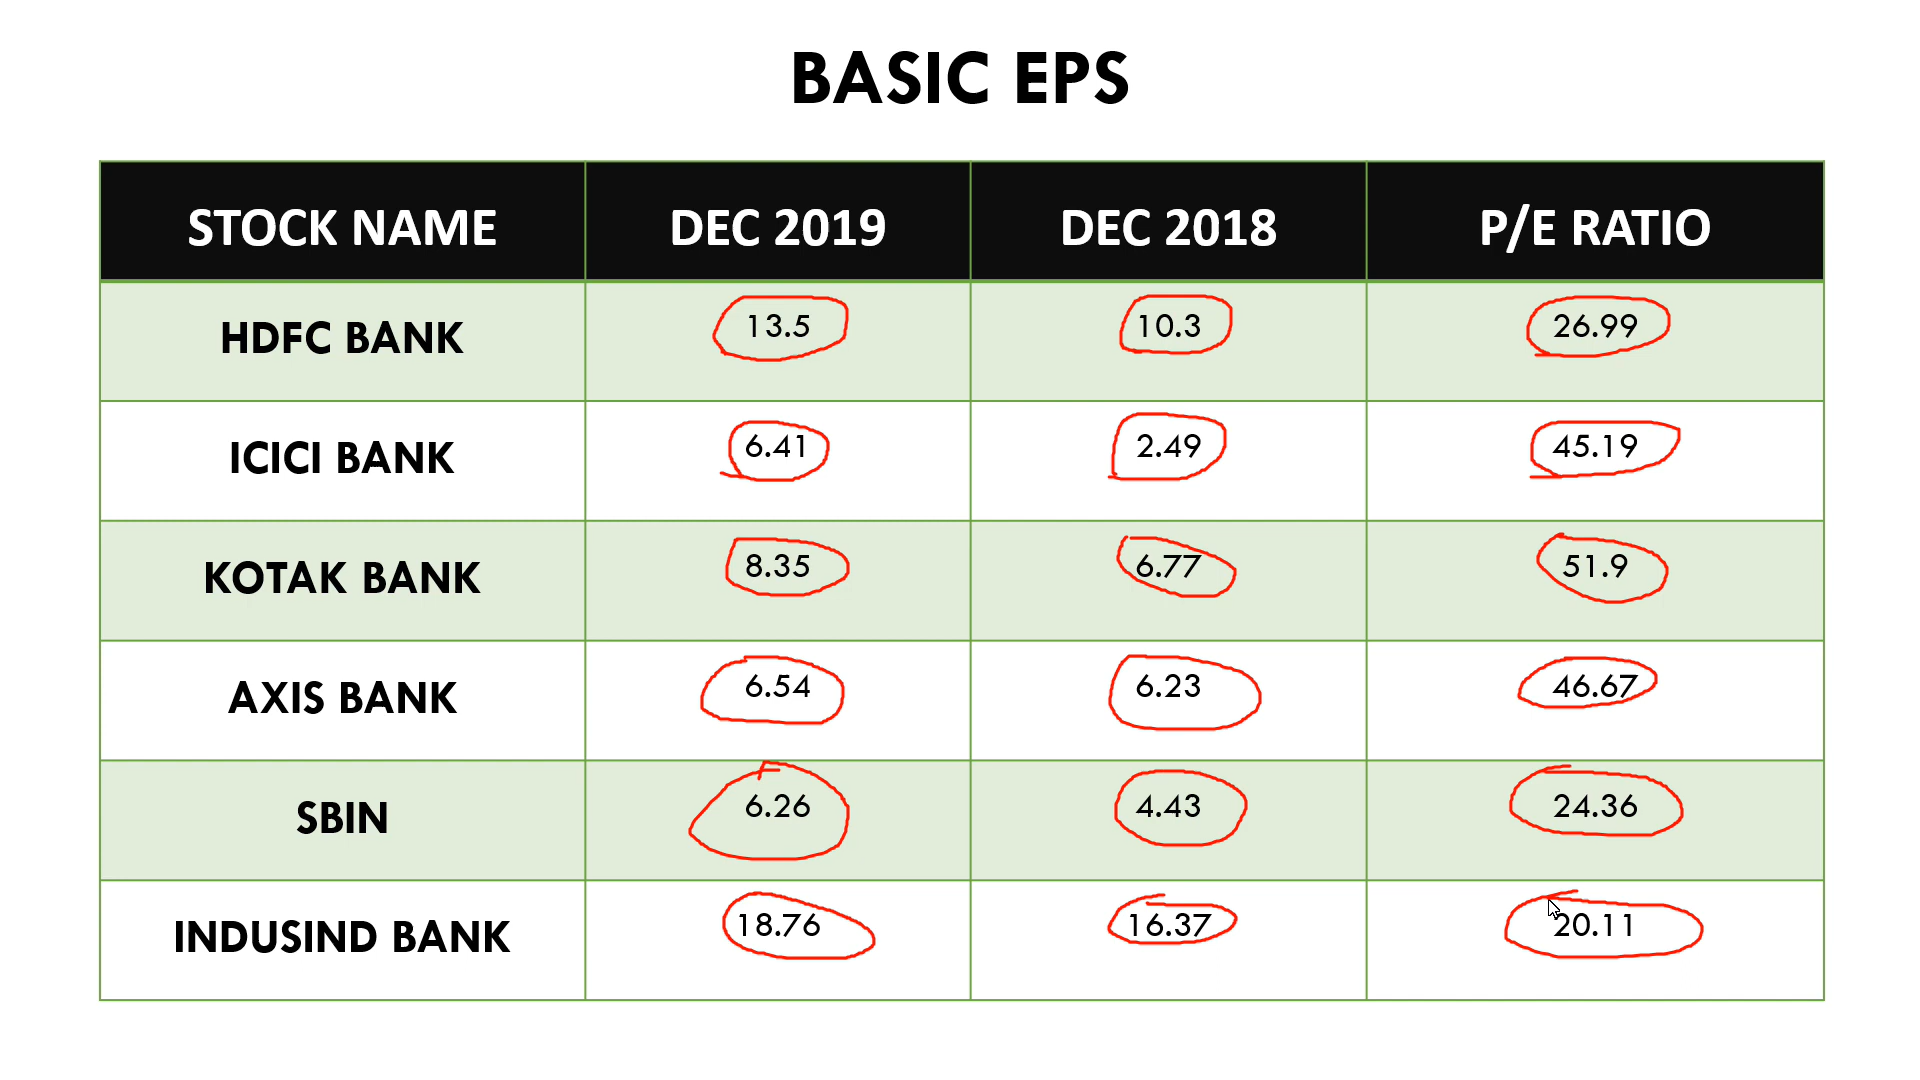 BASIC EPS
STOCK NAME DEC 2019 DEC 2018 P/E RATIO
HDFC BANK 13.5 10.3 26.99
ICICI BANK 6.41 2.49 45.19
KOTAK BANK 8.35 6.77 51.9
AXIS BANK 6.54 6.23 46.67
SBIN 6.26 4.43 24.36
INDUSIND BANK 18.76 16.37 20.11